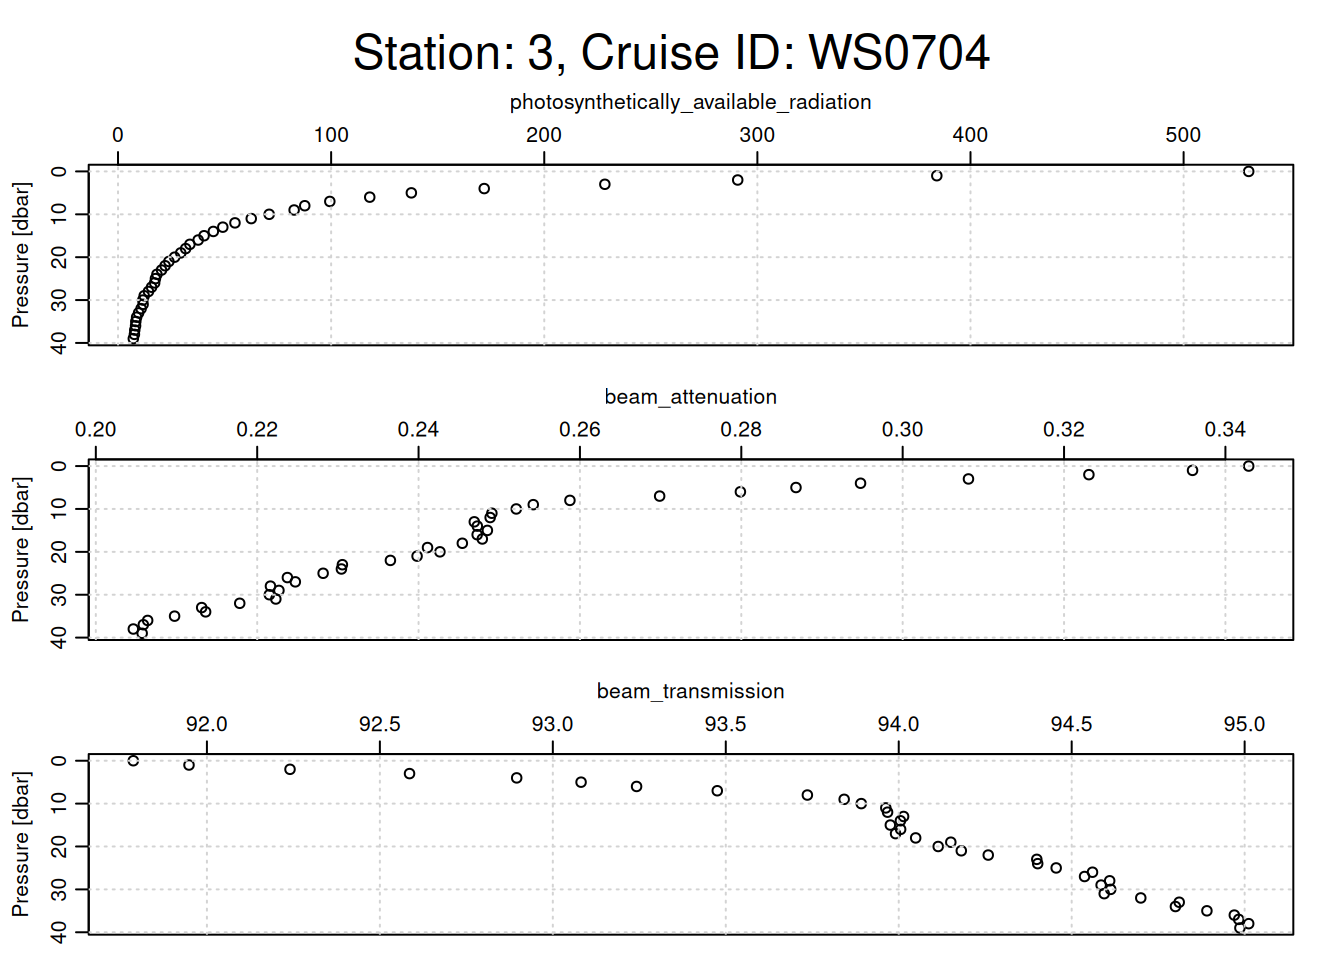 Station: 3, Cruise ID: WS0704
photosynthetically_available_radiation
0 100 200 300 400 500
Pressure [dbar]
0
10
20
30
40
beam_attenuation
0.20 0.22 0.24 0.26 0.28 0.30 0.32 0.34
Pressure [dbar]
0
10
20
30
40
beam_transmission
92.0 92.5 93.0 93.5 94.0 94.5 95.0
Pressure [dbar]
0
10
20
30
40